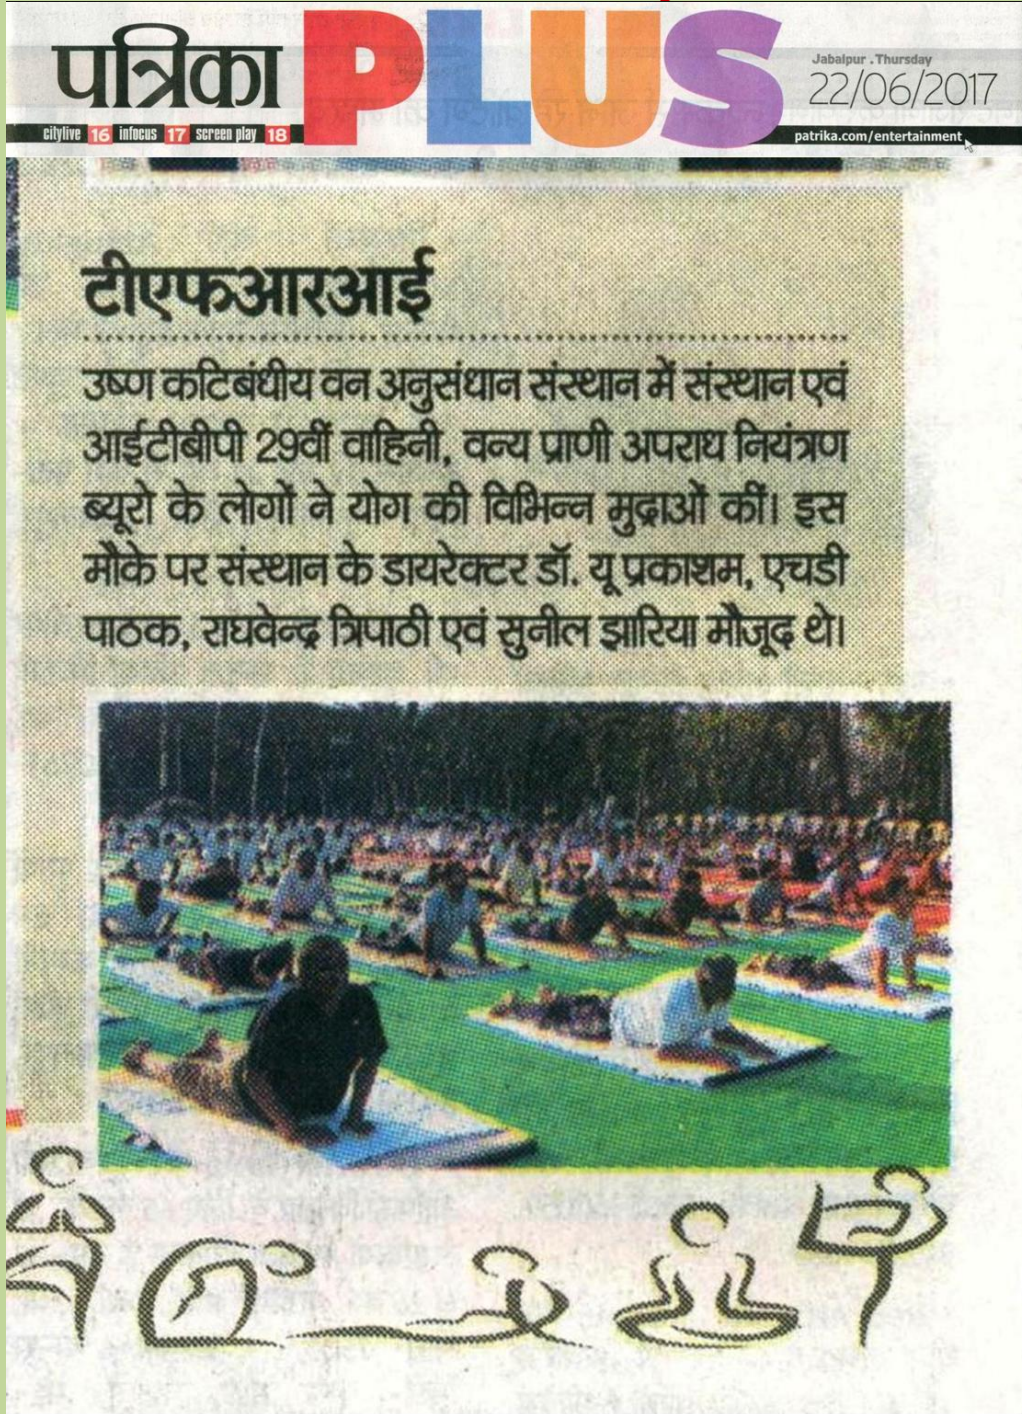 पत्रिका PLUS
Jabalpur . Thursday
22/06/2017
citylive 16 infocus 17 screen play 18
patrika.com/entertainment
टीएफआरआई
उष्ण कटिबंधीय वन अनुसंधान संस्थान में संस्थान एवं
आईटीबीपी 29वीं वाहिनी, वन्य प्राणी अपराध नियंत्रण
ब्यूरो के लोगों ने योग की विभिन्न मुद्राओं कीं। इस
मौके पर संस्थान के डायरेक्टर डॉ. यू प्रकाशम, एचडी
पाठक, राघवेन्द्र त्रिपाठी एवं सुनील झारिया मौजूद थे।